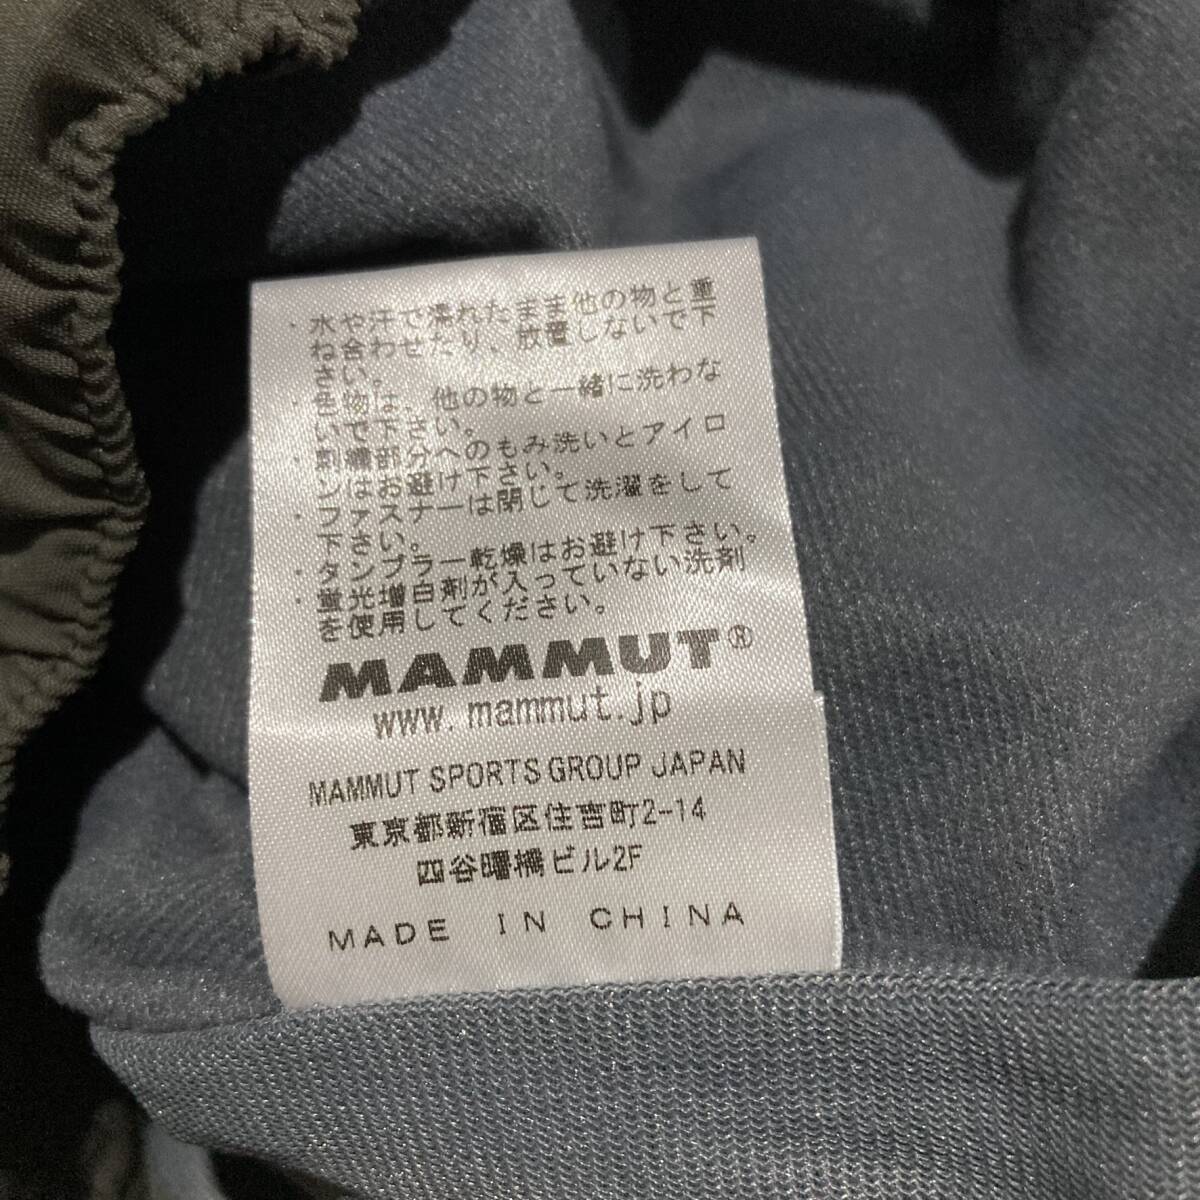 ・水や汗で濡れたまま他の物と重
ね合わせたり、放置しないで下
さい。
・色物は、他の物と一緒に洗わな
いで下さい。
・刺繍部分へのもみ洗いとアイロ
ンはお避け下さい。
・ファスナーは閉じて洗濯をして
下さい。
・タンブラー乾燥はお避け下さい。
・蛍光増白剤が入っていない洗剤
を使用してください。
MAMMUT®
www.mammut.jp
MAMMUT SPORTS GROUP JAPAN
東京都新宿区住吉町2-14
四谷曙橋ビル2F
MADE IN CHINA